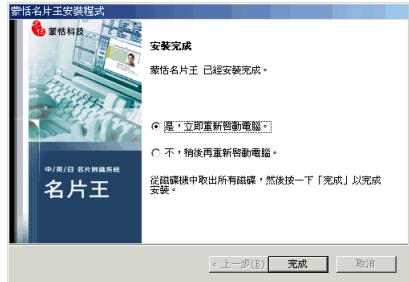 蒙恬名片王安裝程式
蒙恬科技
安裝完成
蒙恬名片王 已經安裝完成。
是，立即重新啓動電腦。
不，稍後再重新啓動電腦。
從磁碟機中取出所有磁碟，然後按一下「完成」以完成
安裝。
中/英/日 名片辨識系統
名片王
< 上一步(B)
完成
取消